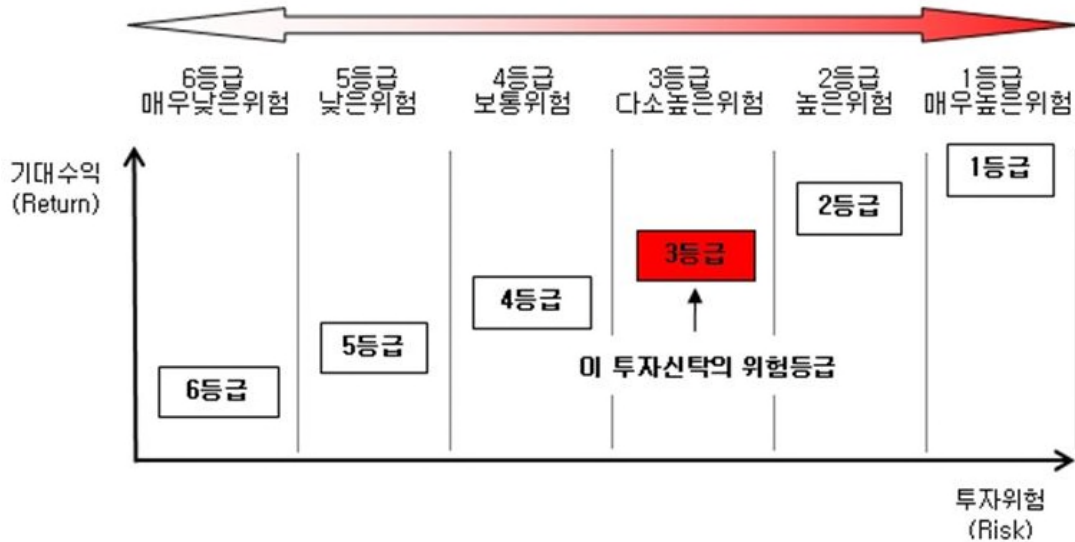 6등급 5등급 4등급 3등급 2등급 1등급
매우낮은위험 낮은위험 보통위험 다소높은위험 높은위험 매우높은위험
기대수익
(Return)
1등급
2등급
3등급
4등급
5등급
이 투자신탁의 위험등급
6등급
투자위험
(Risk)